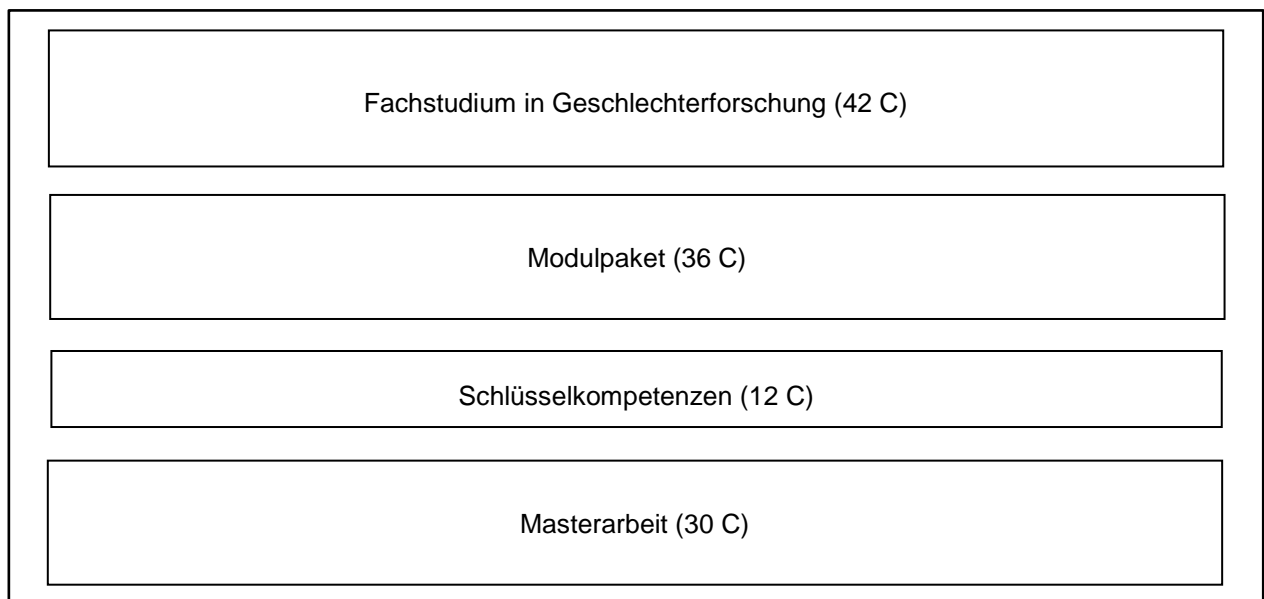 Fachstudium in Geschlechterforschung (42 C)
Modulpaket (36 C)
Schlüsselkompetenzen (12 C)
Masterarbeit (30 C)